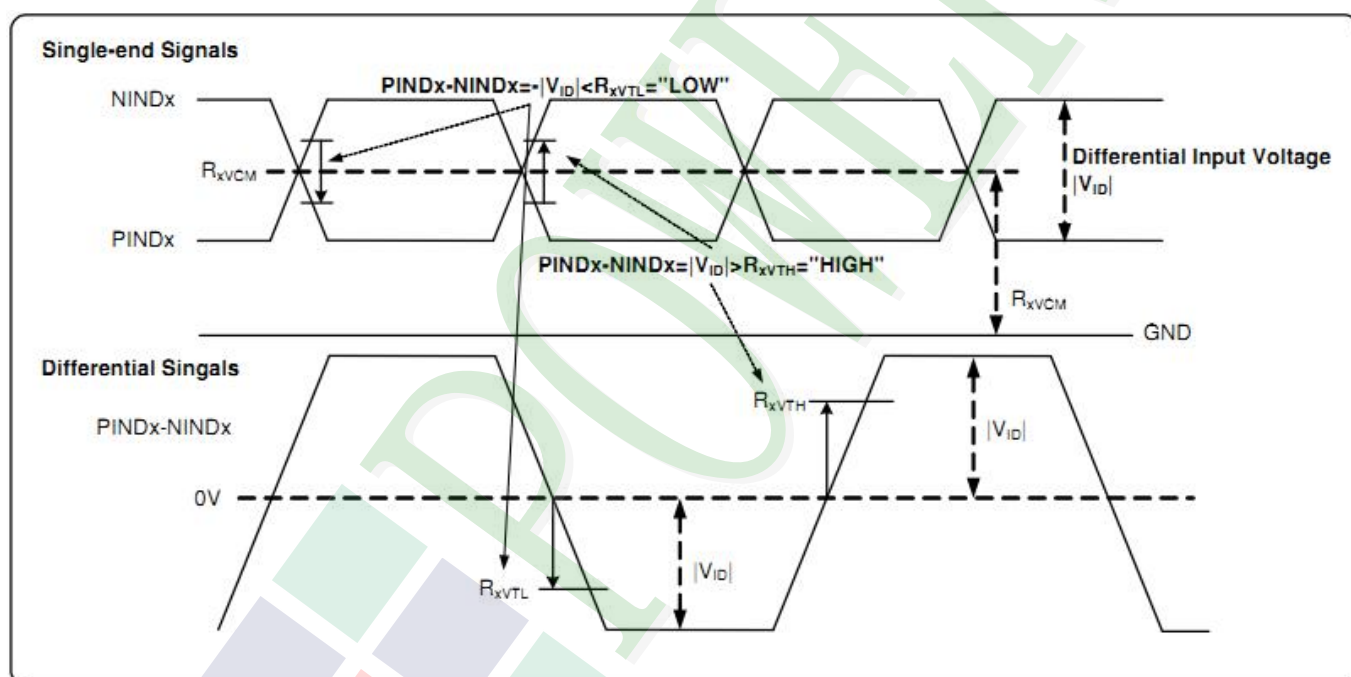 Single-end Signals
NINDx
PINDx-NINDx=-|VID|<RxVTL="LOW"
RxVCM
Differential Input Voltage
|VID|
PINDx
PINDx-NINDx=|VID|>RxVTH="HIGH"
RxVCM
GND
Differential Singals
PINDx-NINDx
RxVTH
|VID|
0V
|VID|
RxVTL